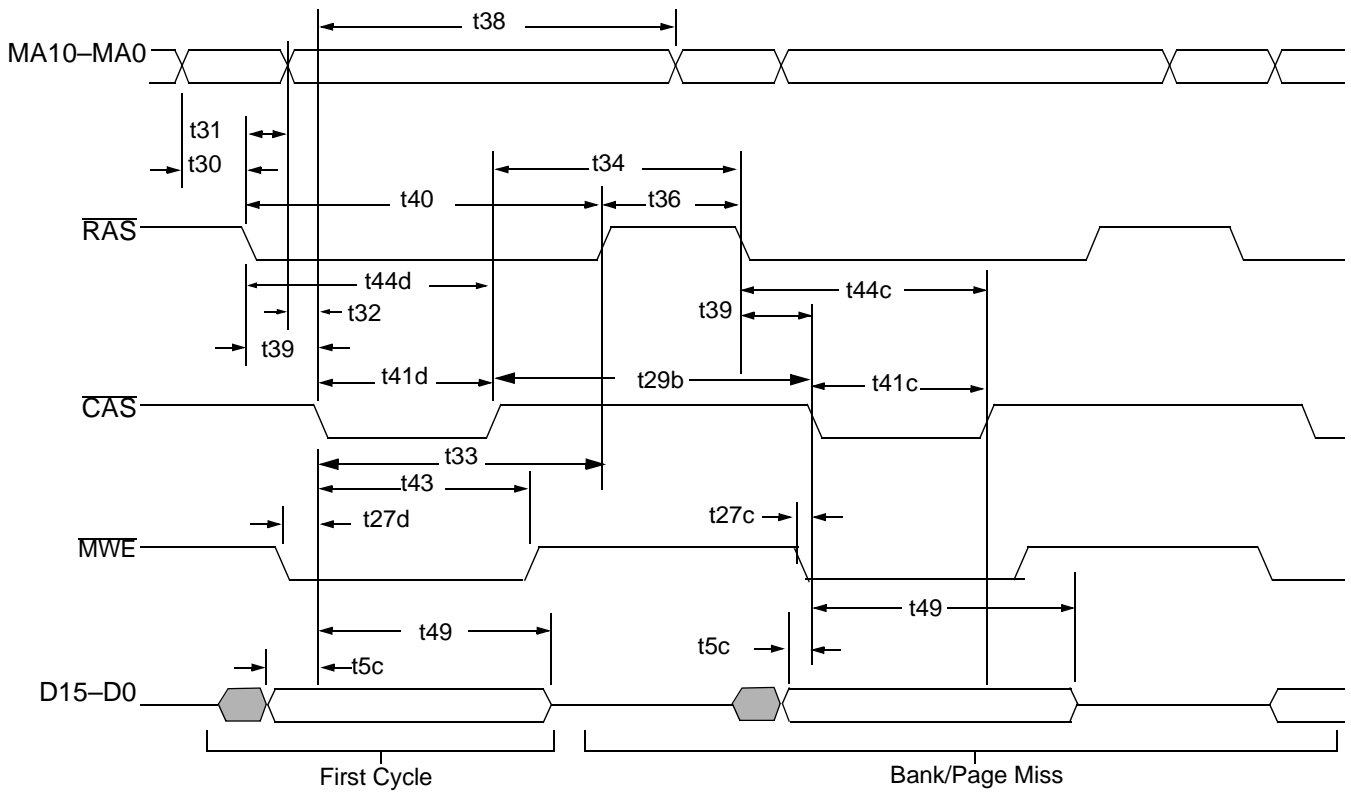 t38
MA10–MA0
t31
t30
t34
t40
t36
RAS
t44d
t44c
t32
t39
t39
t41d
t29b
t41c
CAS
t33
t43
t27d
t27c
MWE
t49
t49
t5c
t5c
D15–D0
First Cycle
Bank/Page Miss